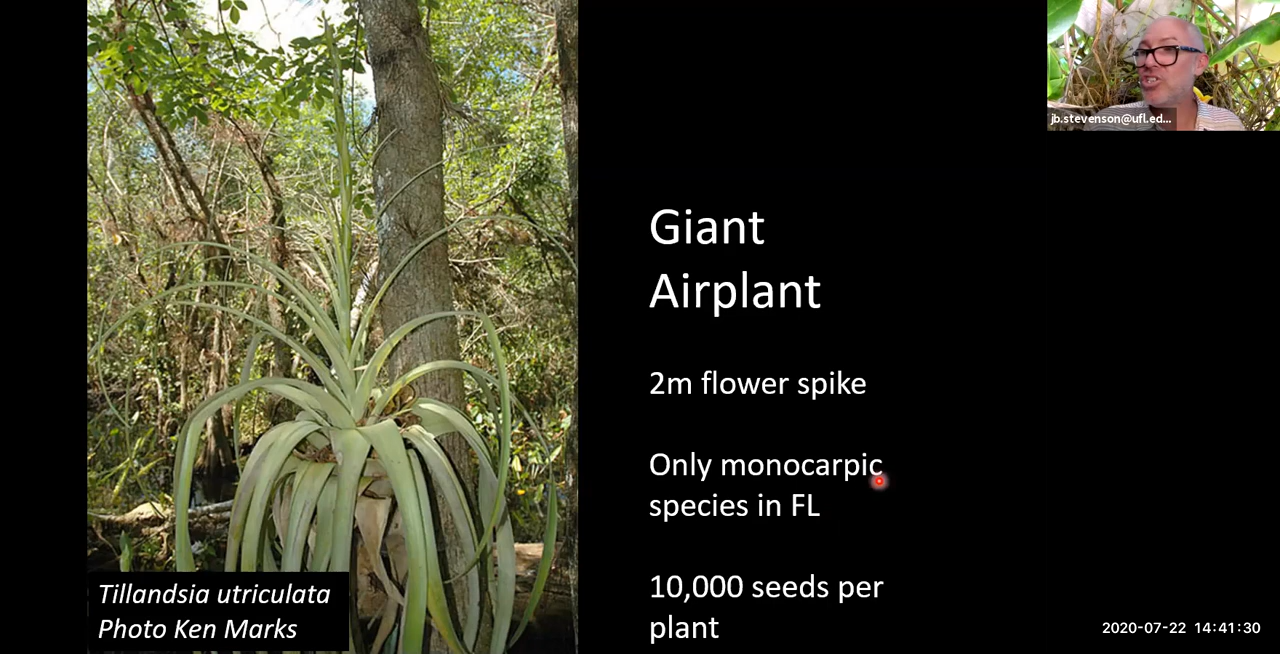 jb.stevenson@ufl.ed...
Giant
Airplant
2m flower spike
Only monocarpic
species in FL
10,000 seeds per
plant
Tillandsia utriculata
Photo Ken Marks
2020-07-22 14:41:30